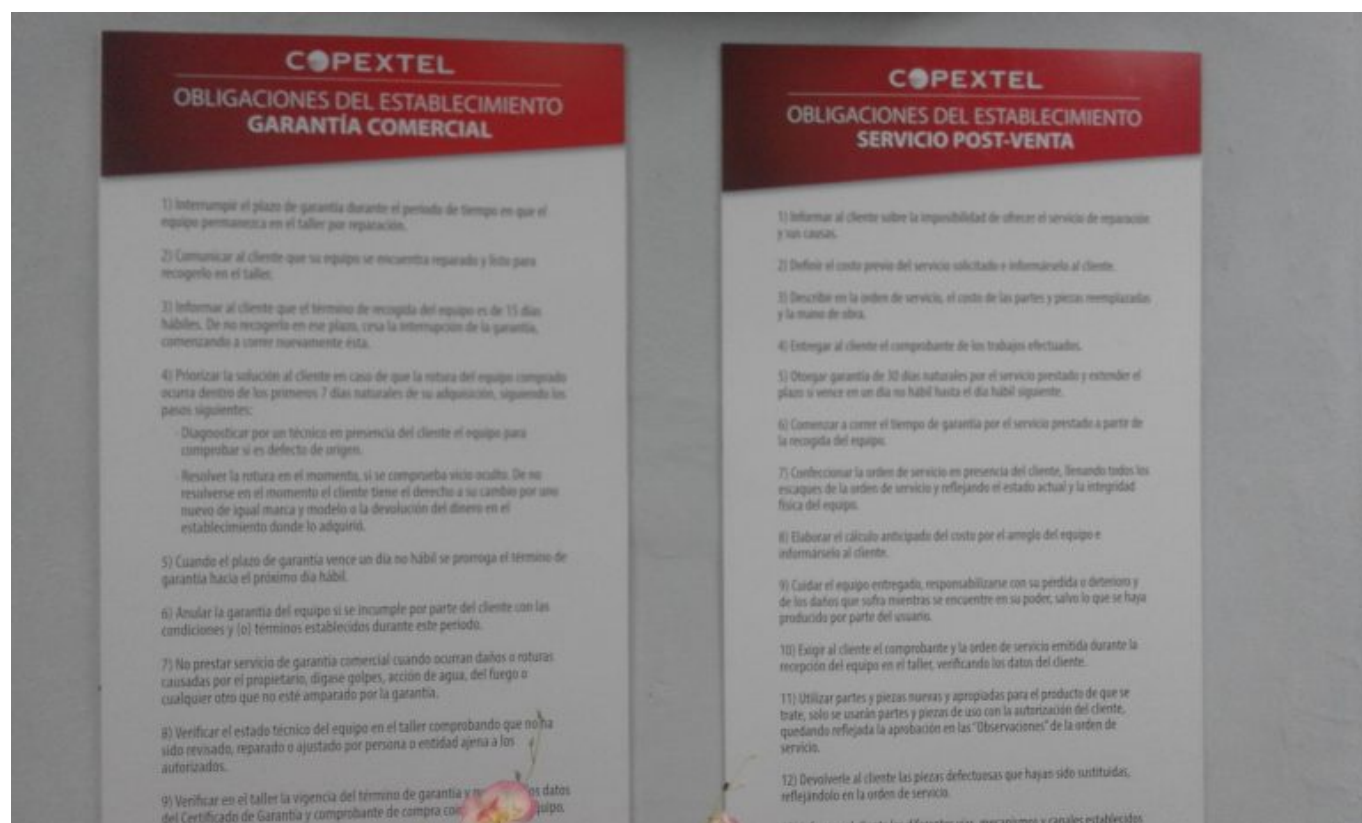 COPEXTEL
OBLIGACIONES DEL ESTABLECIMIENTO
GARANTÍA COMERCIAL
1) Interrumpir el plazo de garantía durante el periodo de tiempo en que el
equipo permanezca en el taller por reparación.
2) Comunicar al cliente que su equipo se encuentra reparado y listo para
recogerlo en el taller.
3) Informar al cliente que el término de recogida del equipo es de 15 días
hábiles. De no recogerlo en ese plazo, cesa la interrupción de la garantía,
comenzando a correr nuevamente ésta.
4) Priorizar la solución al cliente en caso de que la rotura del equipo comprado
ocurra dentro de los primeros 7 días naturales de su adquisición, siguiendo los
pasos siguientes:
· Diagnosticar por un técnico en presencia del cliente el equipo para
comprobar si es defecto de origen.
· Resolver la rotura en el momento, si se comprueba vicio oculto. De no
resolverse en el momento el cliente tiene el derecho a su cambio por uno
nuevo de igual marca y modelo o la devolución del dinero en el
establecimiento donde lo adquirió.
5) Cuando el plazo de garantía vence un día no hábil se prorroga el término de
garantía hacia el próximo día hábil.
6) Anular la garantía del equipo si se incumple por parte del cliente con las
condiciones y (o) términos establecidos durante este periodo.
7) No prestar servicio de garantía comercial cuando ocurran daños o roturas
causadas por el propietario, dígase golpes, acción de agua, del fuego o
cualquier otro que no esté amparado por la garantía.
8) Verificar el estado técnico del equipo en el taller comprobando que no ha
sido revisado, reparado o ajustado por persona o entidad ajena a los
autorizados.
9) Verificar en el taller la vigencia del término de garantía y los datos
del Certificado de Garantía y comprobante de compra
COPEXTEL
OBLIGACIONES DEL ESTABLECIMIENTO
SERVICIO POST-VENTA
1) Informar al cliente sobre la imposibilidad de ofrecer el servicio de reparación
y sus causas.
2) Definir el costo previo del servicio solicitado e informárselo al cliente.
3) Describir en la orden de servicio, el costo de las partes y piezas reemplazadas
y la mano de obra.
4) Entregar al cliente el comprobante de los trabajos efectuados.
5) Otorgar garantía de 30 días naturales por el servicio prestado y extender el
plazo si vence en un día no hábil hasta el día hábil siguiente.
6) Comenzar a correr el tiempo de garantía por el servicio prestado a parte de
la recogida del equipo.
7) Confeccionar la orden de servicio en presencia del cliente, llenando todos los
escaques de la orden de servicio y reflejando el estado actual y la integridad
física del equipo.
8) Elaborar el cálculo anticipado del costo por el arreglo del equipo e
informárselo al cliente.
9) Cuidar el equipo entregado, responsabilizarse con su pérdida o deterioro y
de los daños que sufra mientras se encuentre en su poder, salvo lo que se haya
producido por parte del usuario.
10) Exigir al cliente el comprobante y la orden de servicio emitida durante la
recepción del equipo en el taller, verificando los datos del cliente.
11) Utilizar partes y piezas nuevas y apropiadas para el producto de que se
trate, solo se usarán partes y piezas de uso con la autorización del cliente,
quedando reflejada la aprobación en las "Observaciones" de la orden de
servicio.
12) Devolverle al cliente las piezas defectuosas que hayan sido sustituidas,
reflejándolo en la orden de servicio.
mecanismos y canales establecidos